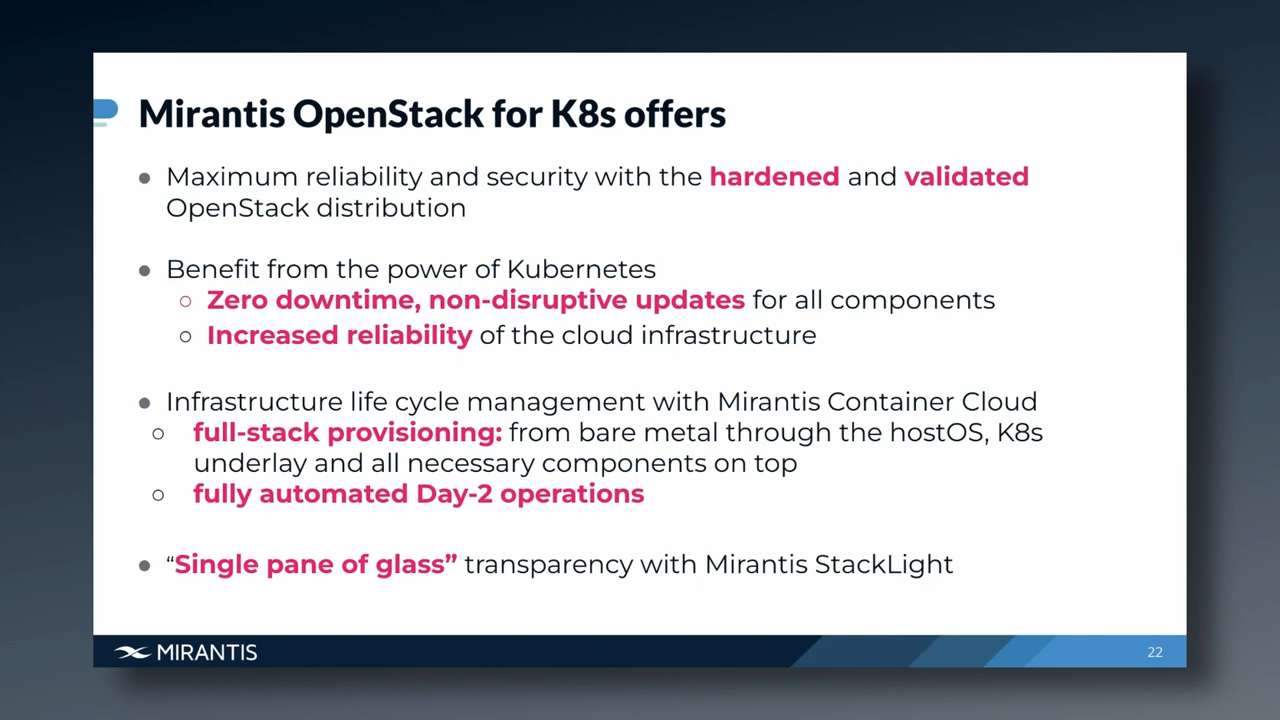 Mirantis OpenStack for K8s offers
● Maximum reliability and security with the hardened and validated
OpenStack distribution
● Benefit from the power of Kubernetes
○ Zero downtime, non-disruptive updates for all components
○ Increased reliability of the cloud infrastructure
● Infrastructure life cycle management with Mirantis Container Cloud
○ full-stack provisioning: from bare metal through the hostOS, K8s
underlay and all necessary components on top
○ fully automated Day-2 operations
● “Single pane of glass” transparency with Mirantis StackLight
MIRANTIS
22